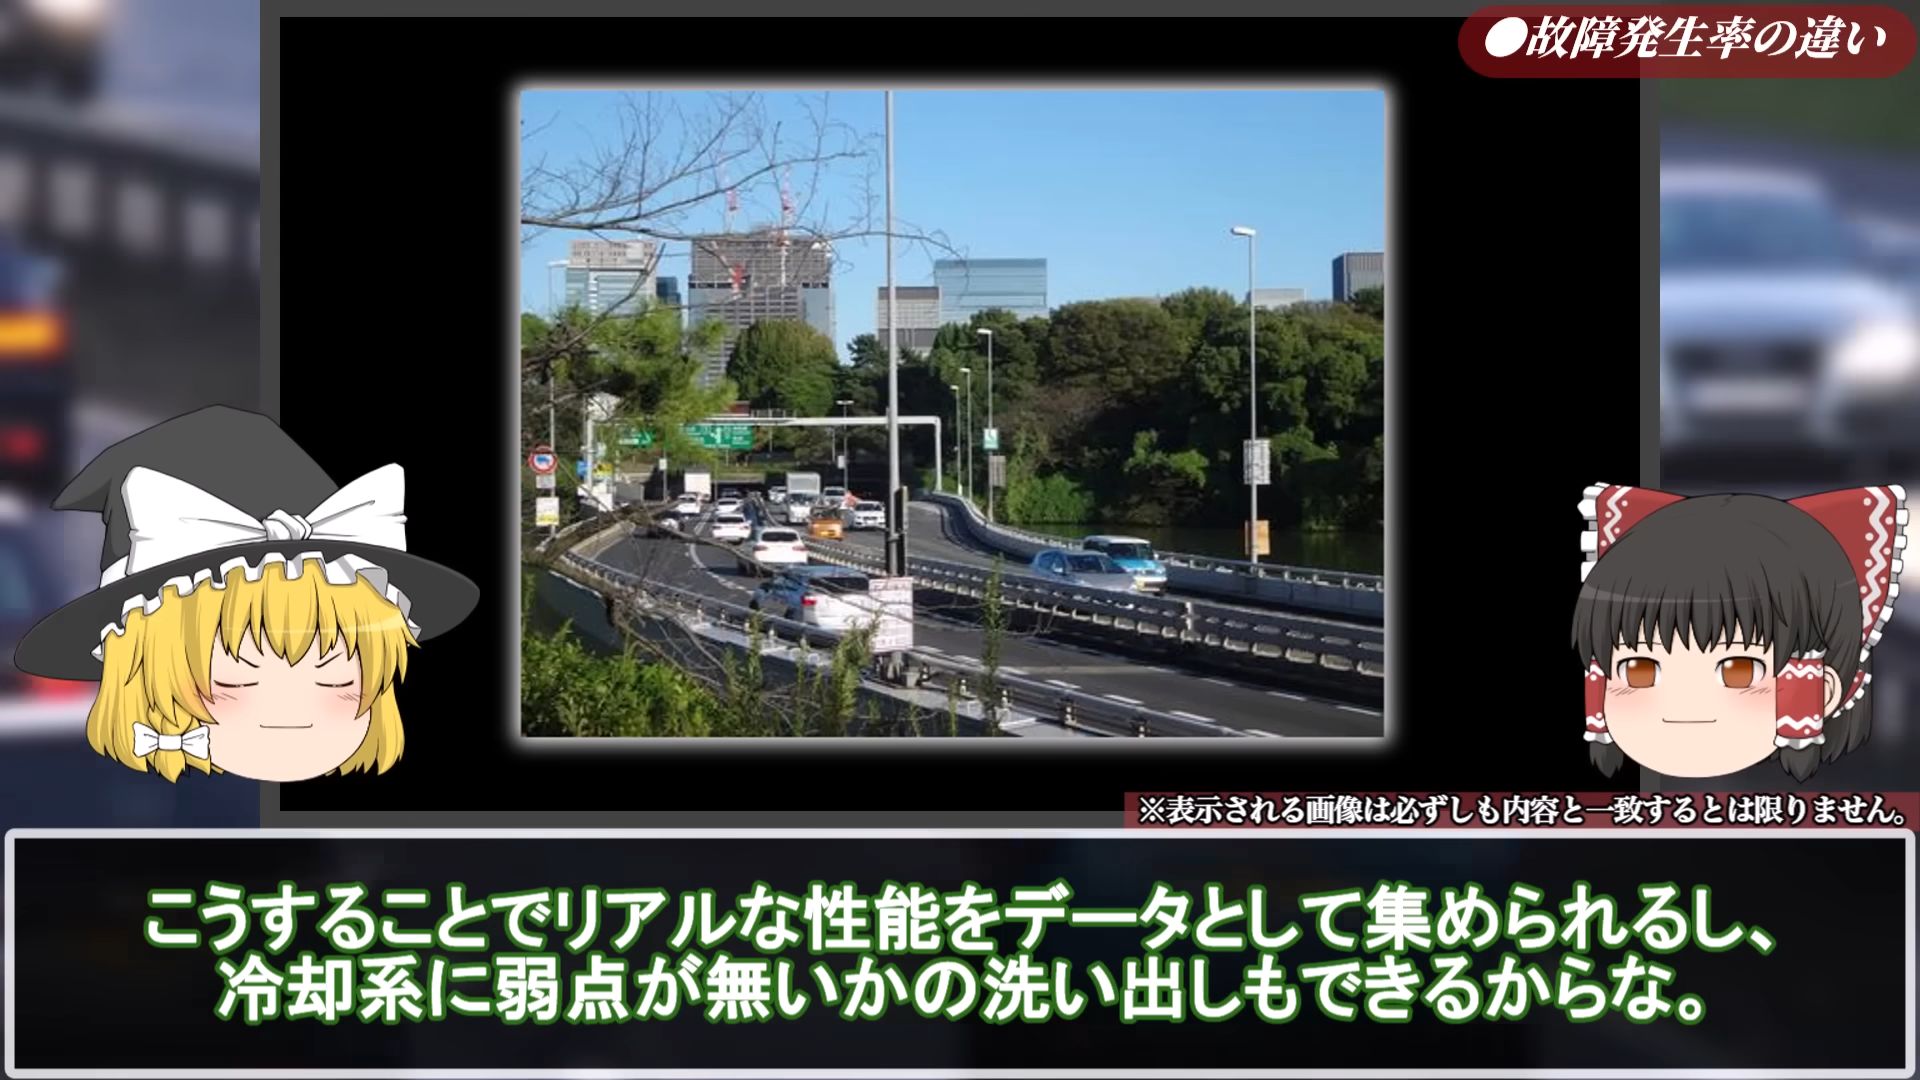 ●故障発生率の違い
※表示される画像は必ずしも内容と一致するとは限りません。
こうすることでリアルな性能をデータとして集められるし、
冷却系に弱点が無いかの洗い出しもできるからな。